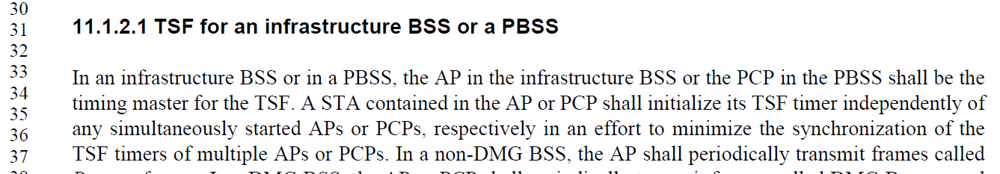 30
31 11.1.2.1 TSF for an infrastructure BSS or a PBSS
32
33 In an infrastructure BSS or in a PBSS, the AP in the infrastructure BSS or the PCP in the PBSS shall be the
34 timing master for the TSF. A STA contained in the AP or PCP shall initialize its TSF timer independently of
35
36 any simultaneously started APs or PCPs, respectively in an effort to minimize the synchronization of the
37 TSF timers of multiple APs or PCPs. In a non-DMG BSS, the AP shall periodically transmit frames called